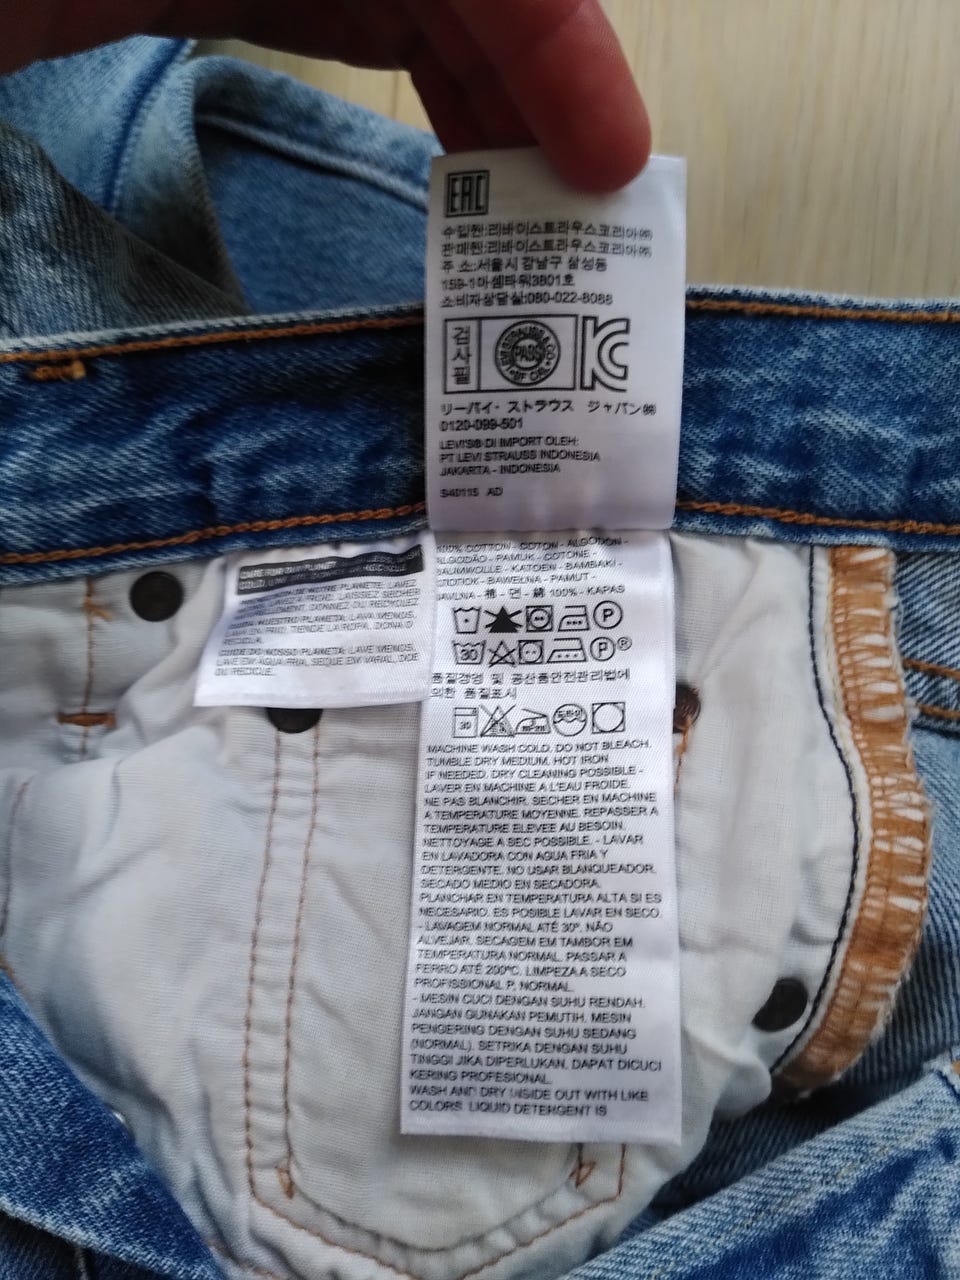 EAC
수입원:리바이스트라우스코리아㈜
판매원:리바이스트라우스코리아㈜
주 소:서울시 강남구 삼성동
159-1아셈타워3801호
소비자상담실:080-022-8088
검사필
LEVI STRAUSS & CO
PASS
SF CAL
KC
リーバイ・ストラウス ジャパン㈱
0120-099-501
LEVI'S® DI IMPORT OLEH:
PT LEVI STRAUSS INDONESIA
JAKARTA - INDONESIA
S40115 AD
CARE FOR OUR PLANET
100% COTTON - COTON - ALGODON -
ALGODÃO - PAMUK - COTONE -
BAUMWOLLE - KATOEN - BAMBAKI -
BAWEŁNA - PAMUT -
BAVLNA - 棉 - 면 - 綿 100% - KAPAS
P
30 P ®
품질경영 및 공산품안전관리법에
의한 품질표시
30
MACHINE WASH COLD. DO NOT BLEACH.
TUMBLE DRY MEDIUM. HOT IRON
IF NEEDED. DRY CLEANING POSSIBLE -
LAVER EN MACHINE A L'EAU FROIDE.
NE PAS BLANCHIR. SECHER EN MACHINE
A TEMPERATURE MOYENNE. REPASSER A
TEMPERATURE ELEVEE AU BESOIN.
NETTOYAGE A SEC POSSIBLE. - LAVAR
EN LAVADORA CON AGUA FRIA Y
DETERGENTE. NO USAR BLANQUEADOR.
SECADO MEDIO EN SECADORA.
PLANCHAR EN TEMPERATURA ALTA SI ES
NECESARIO. ES POSIBLE LAVAR EN SECO.
- LAVAGEM NORMAL ATÉ 30º. NÃO
ALVEJAR. SECAGEM EM TAMBOR EM
TEMPERATURA NORMAL. PASSAR A
FERRO ATÉ 200ºC. LIMPEZA A SECO
PROFISSIONAL P, NORMAL.
- MESIN CUCI DENGAN SUHU RENDAH.
JANGAN GUNAKAN PEMUTIH. MESIN
PENGERING DENGAN SUHU SEDANG
(NORMAL). SETRIKA DENGAN SUHU
TINGGI JIKA DIPERLUKAN. DAPAT DICUCI
KERING PROFESIONAL.
WASH AND DRY INSIDE OUT WITH LIKE
COLORS. LIQUID DETERGENT IS